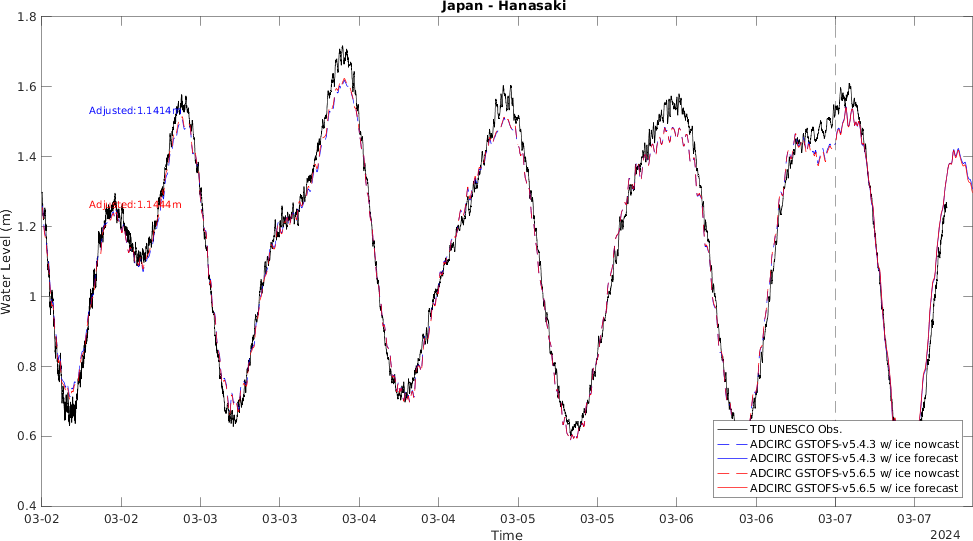 Japan - Hanasaki
1.8
1.6
1.4
1.2
1
0.8
0.6
0.4
Water Level (m)
Adjusted:1.1414m
Adjusted:1.1444m
TD UNESCO Obs.
ADCIRC GSTOFS-v5.4.3 w/ ice nowcast
ADCIRC GSTOFS-v5.4.3 w/ ice forecast
ADCIRC GSTOFS-v5.6.5 w/ ice nowcast
ADCIRC GSTOFS-v5.6.5 w/ ice forecast
03-02 03-02 03-03 03-03 03-04 03-04 03-05 03-05 03-06 03-06 03-07 03-07
Time
2024